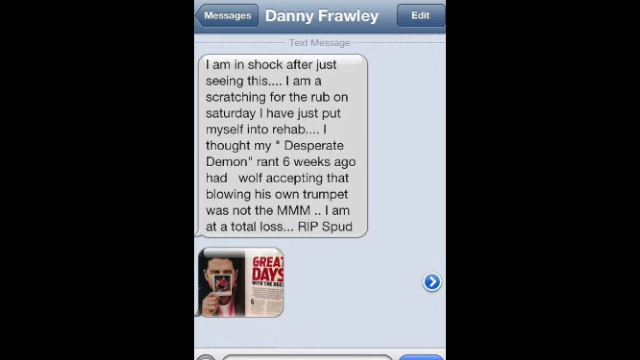 Messages
Danny Frawley
Edit
Text Message
I am in shock after just
seeing this.... I am a
scratching for the rub on
saturday I have just put
myself into rehab.... I
thought my " Desperate
Demon" rant 6 weeks ago
had wolf accepting that
blowing his own trumpet
was not the MMM .. I am
at a total loss... RIP Spud
GREAT
DAYS